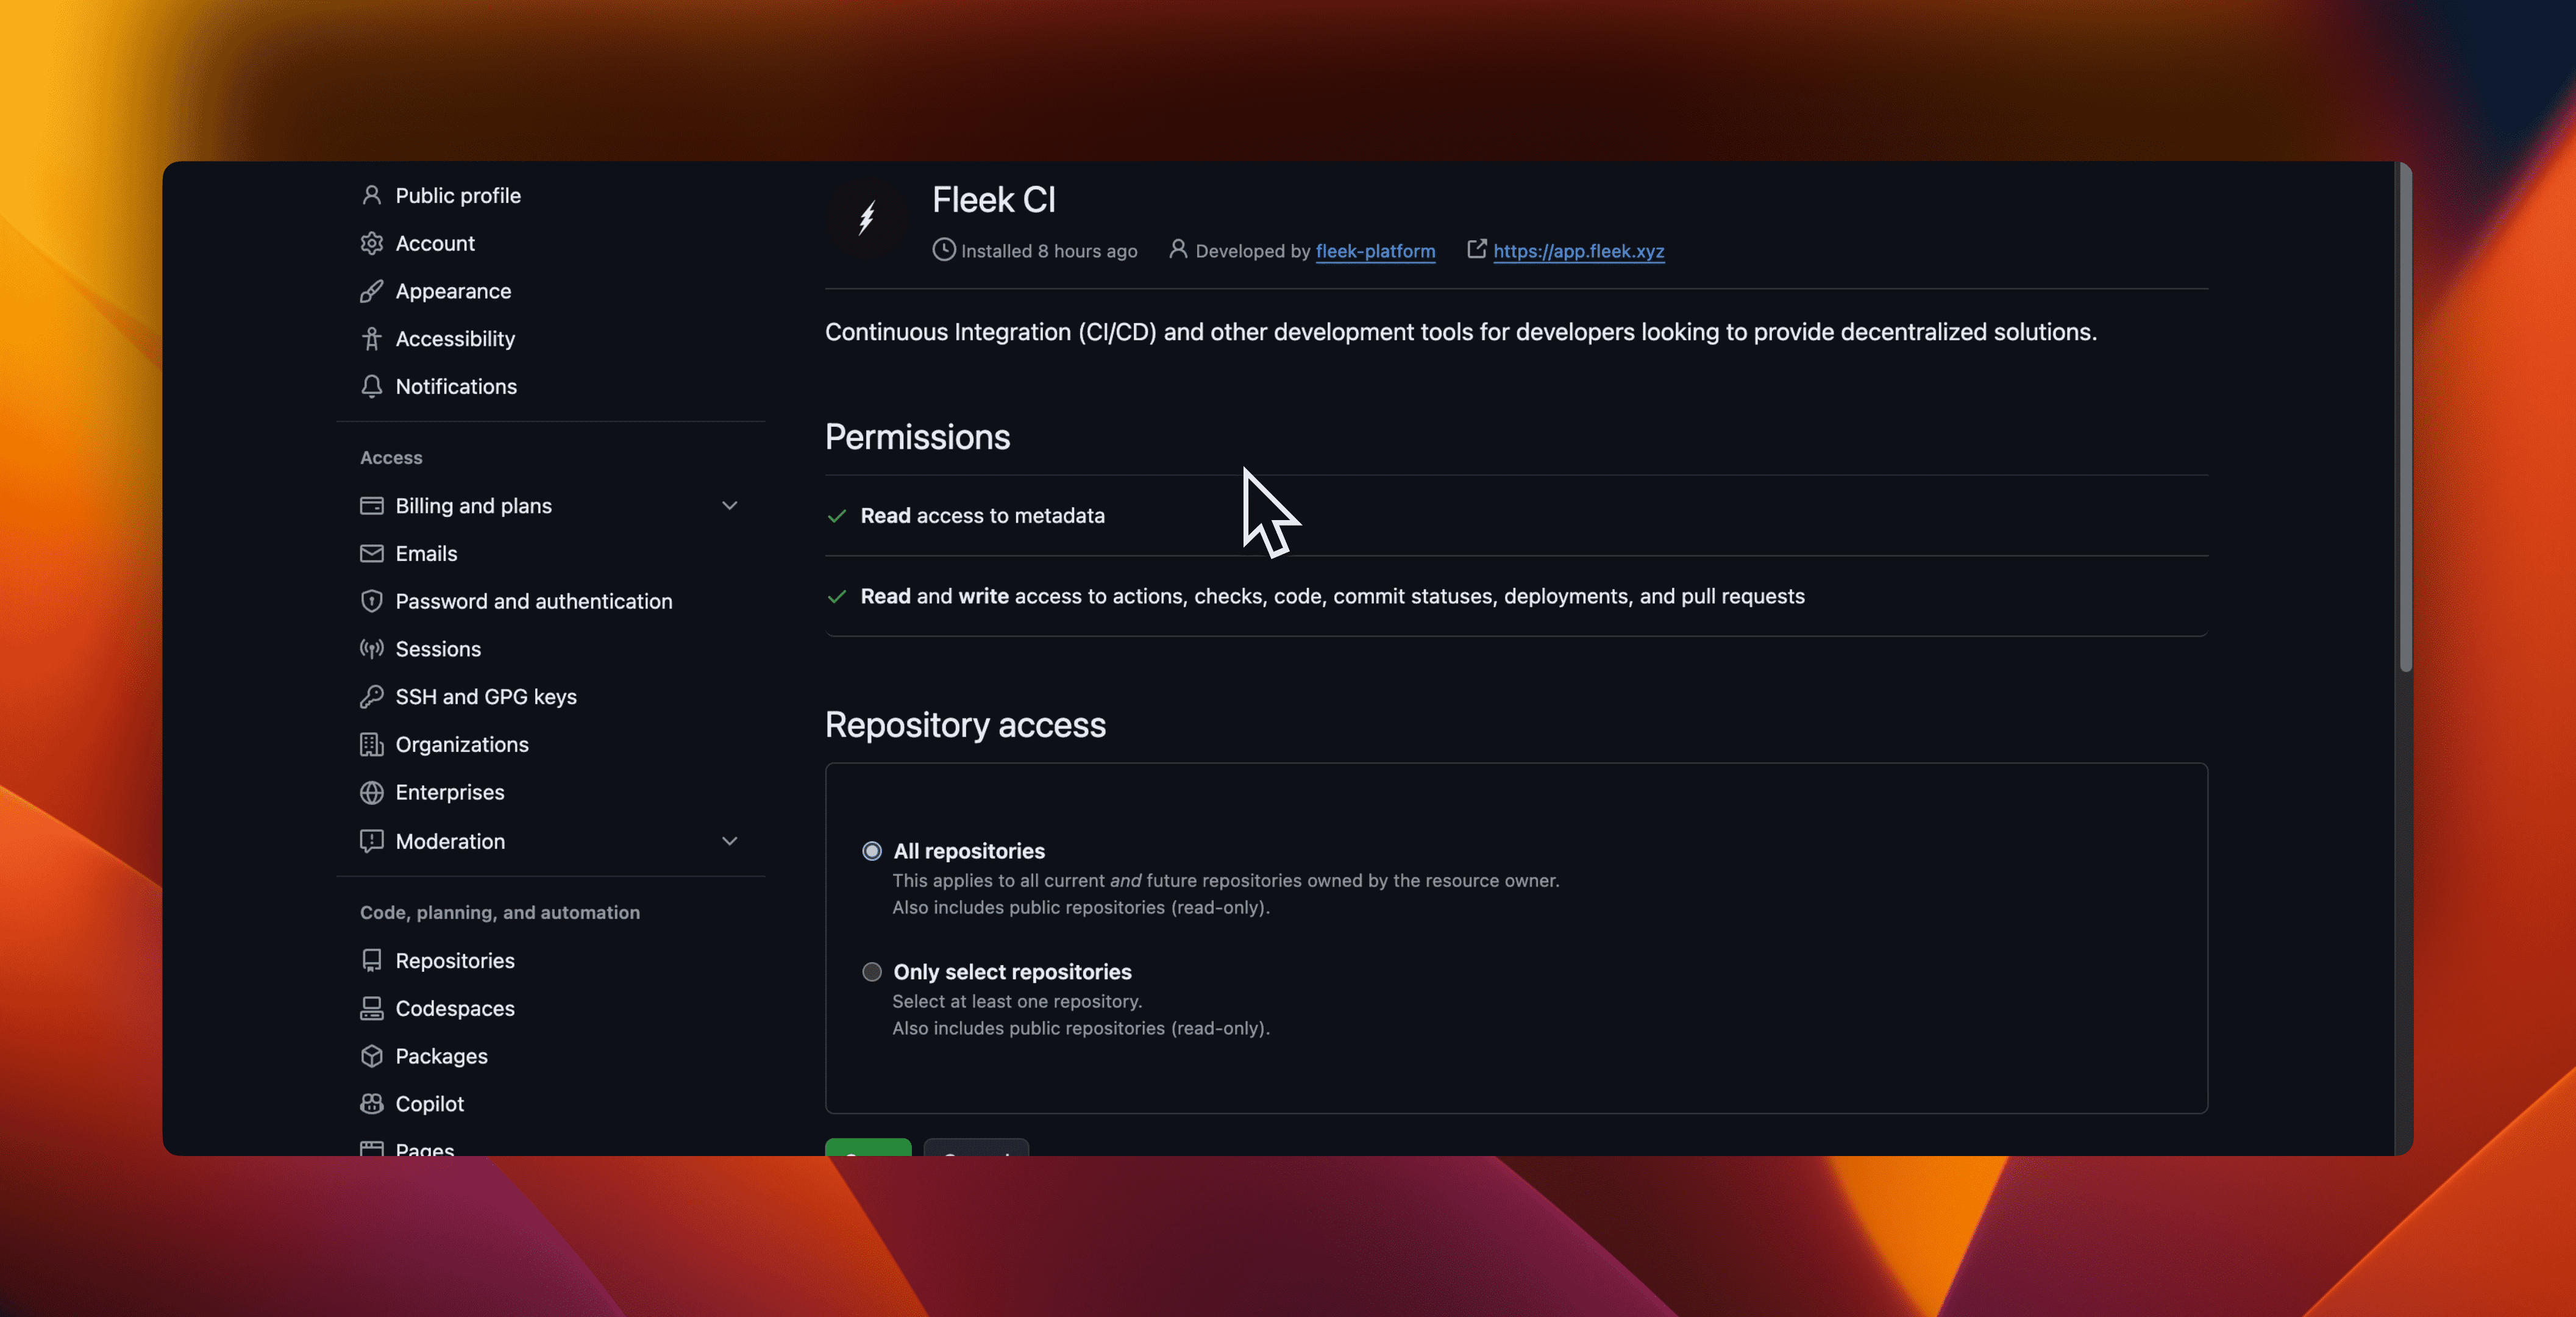 Public profile
Account
Appearance
Accessibility
Notifications
Access
Billing and plans
Emails
Password and authentication
Sessions
SSH and GPG keys
Organizations
Enterprises
Moderation
Code, planning, and automation
Repositories
Codespaces
Packages
Copilot
Pages
Fleek CI
Installed 8 hours ago Developed by fleek-platform https://app.fleek.xyz
Continuous Integration (CI/CD) and other development tools for developers looking to provide decentralized solutions.
Permissions
Read access to metadata
Read and write access to actions, checks, code, commit statuses, deployments, and pull requests
Repository access
All repositories
This applies to all current and future repositories owned by the resource owner.
Also includes public repositories (read-only).
Only select repositories
Select at least one repository.
Also includes public repositories (read-only).